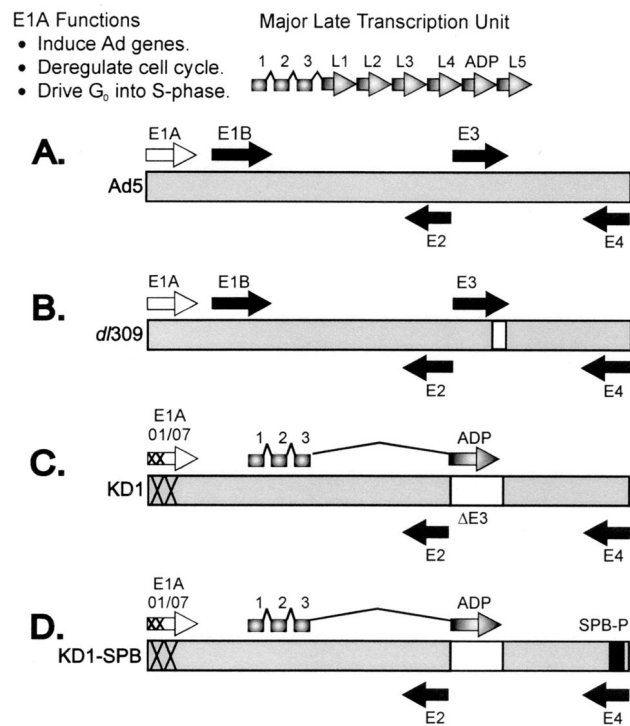 E1A Functions
• Induce Ad genes.
• Deregulate cell cycle.
• Drive G₀ into S-phase.
Major Late Transcription Unit
1 2 3 L1 L2 L3 L4 ADP L5
A.
E1A E1B E3
Ad5
E2 E4
B.
E1A E1B E3
dl309
E2 E4
C.
E1A
01/07
1 2 3 ADP
KD1
ΔE3
E2 E4
D.
E1A
01/07
1 2 3 ADP
SPB-P
KD1-SPB
E2 E4